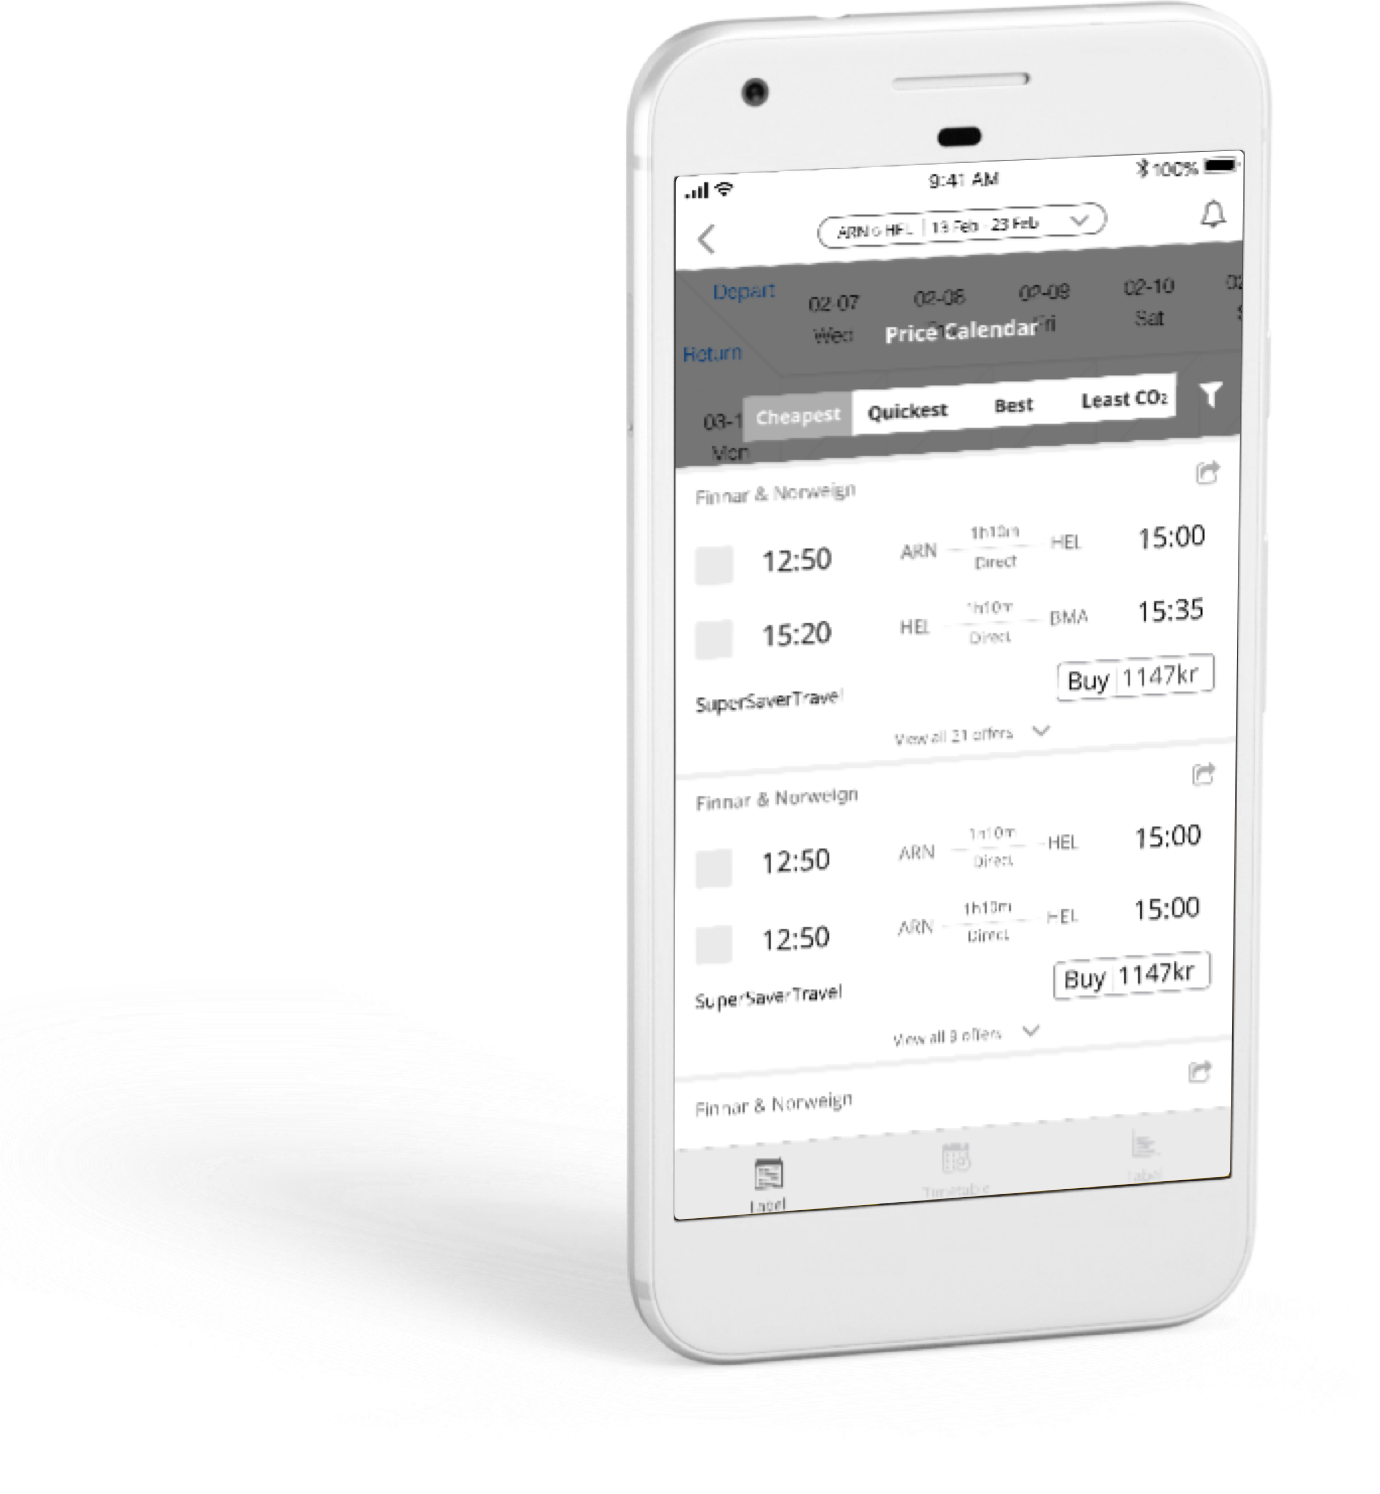 9:41 AM
100%
ARN HEL | 13 Feb - 23 Feb
Depart
02-07
02-08
02-09
02-10
Wed
Fri
Sat
Price Calendar
Return
03-1
Mon
Cheapest
Quickest
Best
Least CO2
Finnar & Norweign
12:50
ARN
1h10m
Direct
HEL
15:00
15:20
HEL
1h10m
Direct
BMA
15:35
SuperSaverTravel
Buy | 1147kr
View all 21 offers
Finnar & Norweign
12:50
ARN
1h10m
Direct
HEL
15:00
12:50
ARN
1h10m
Direct
HEL
15:00
SuperSaverTravel
Buy | 1147kr
View all 9 offers
Finnar & Norweign
Label
Timetable
Label